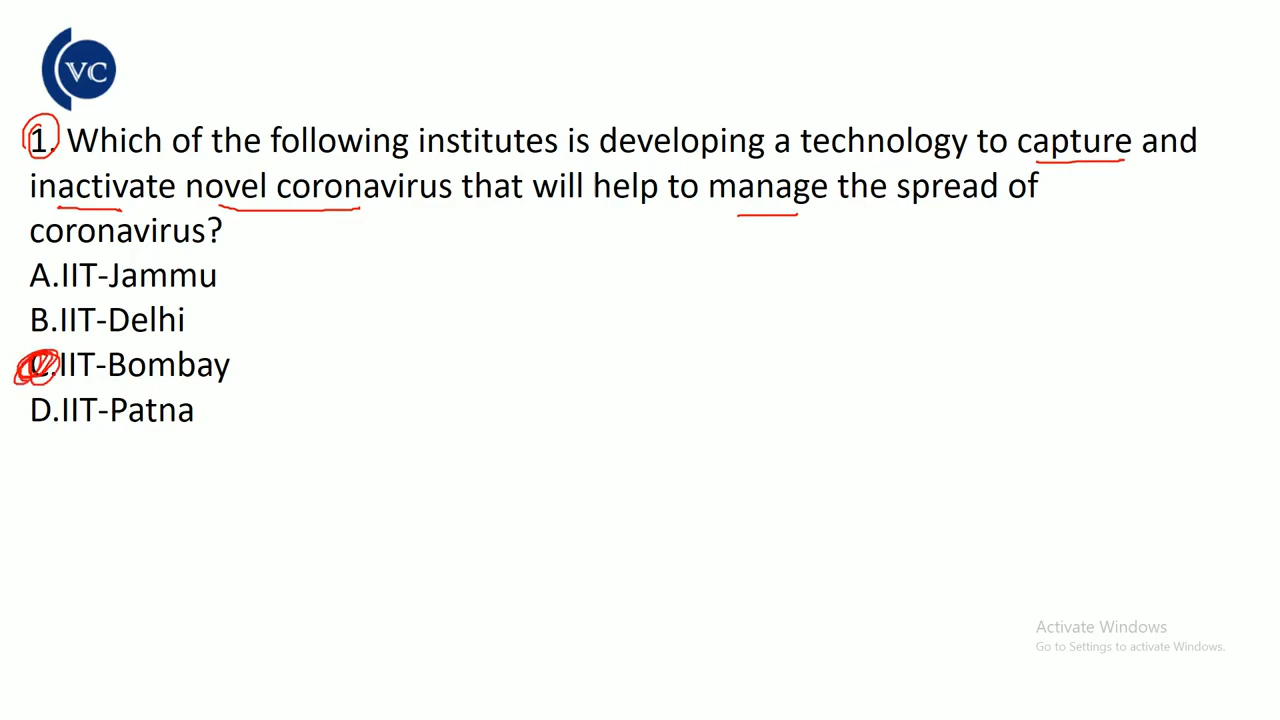 VC
1. Which of the following institutes is developing a technology to capture and
inactivate novel coronavirus that will help to manage the spread of
coronavirus?
A.IIT-Jammu
B.IIT-Delhi
C.IIT-Bombay
D.IIT-Patna
Activate Windows
Go to Settings to activate Windows.